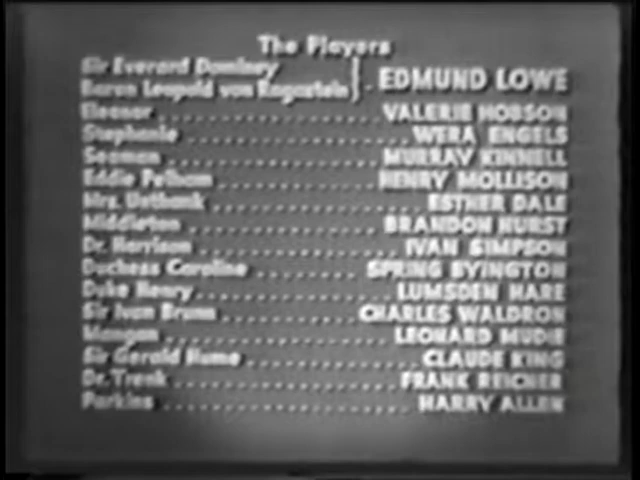 The Players
Sir Everard Dominey
Baron Leopold von Ragastein } . EDMUND LOWE
Eleanor ................ VALERIE HOBSON
Stephanie ................ WERA ENGELS
Seaman ................ MURRAY KINNELL
Eddie Pelham ................ HENRY MOLLISON
Mrs. Unthank ................ ESTHER DALE
Middleton ................ BRANDON HURST
Dr. Harrison ................ IVAN SIMPSON
Duchess Caroline ......... SPRING BYINGTON
Duke Henry ................ LUMSDEN HARE
Sir Ivan Brunn ............ CHARLES WALDRON
Mangan ................ LEONARD MUDIE
Sir Gerald Hume ............ CLAUDE KING
Dr. Trenk ................ FRANK REICHER
Parkins ................ HARRY ALLEN